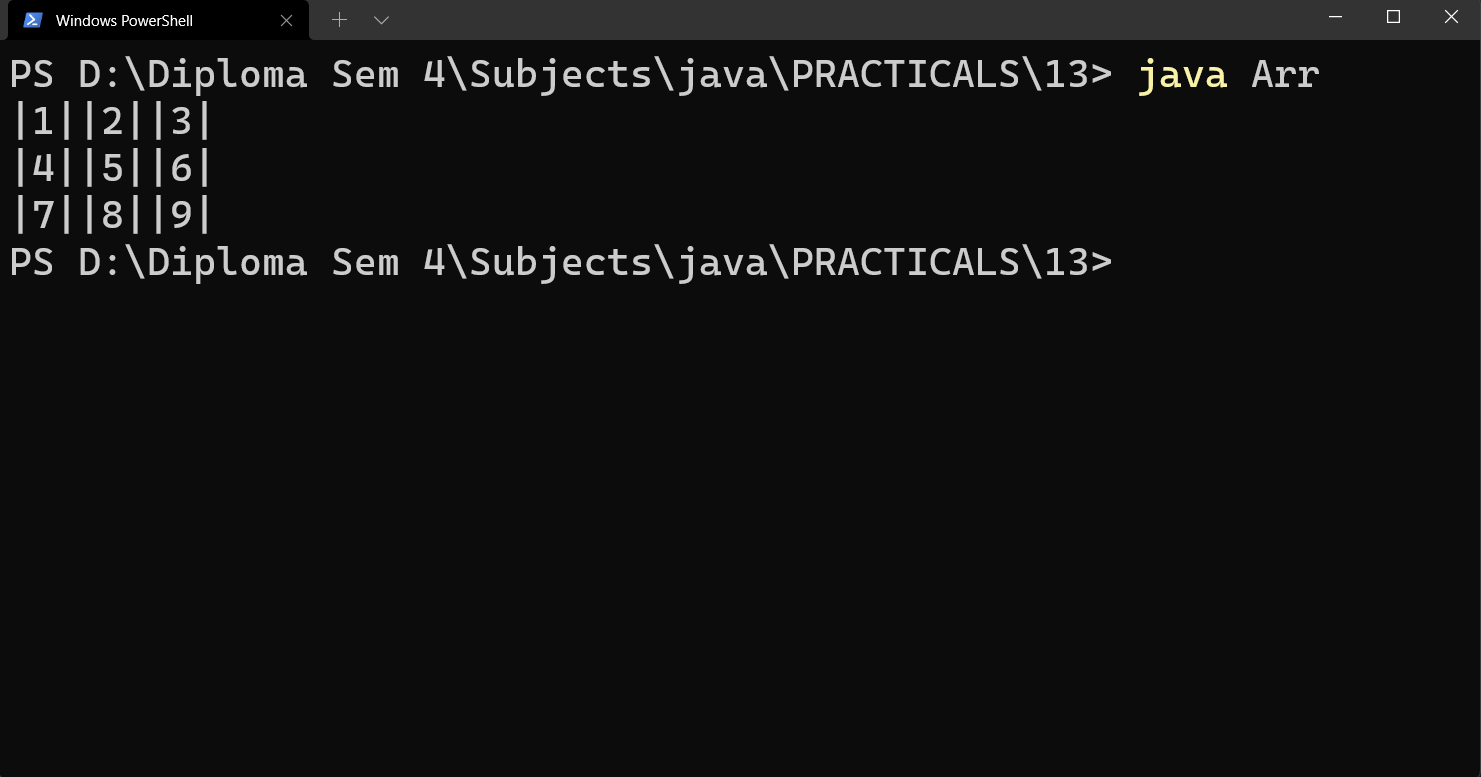 Windows PowerShell
PS D:\Diploma Sem 4\Subjects\java\PRACTICALS\13> java Arr
|1||2||3|
|4||5||6|
|7||8||9|
PS D:\Diploma Sem 4\Subjects\java\PRACTICALS\13>